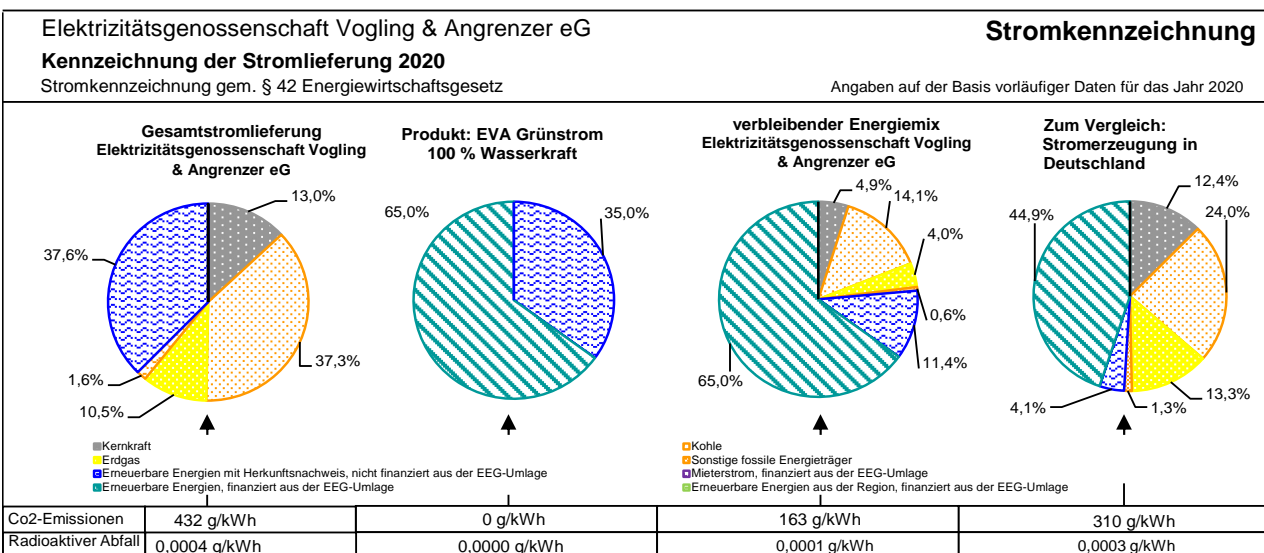 Elektrizitätsgenossenschaft Vogling & Angrenzer eG
Stromkennzeichnung
Kennzeichnung der Stromlieferung 2020
Stromkennzeichnung gem. § 42 Energiewirtschaftsgesetz
Angaben auf der Basis vorläufiger Daten für das Jahr 2020
Gesamtstromlieferung
Elektrizitätsgenossenschaft Vogling
& Angrenzer eG
13,0%
37,6%
37,3%
1,6%
10,5%
Produkt: EVA Grünstrom
100 % Wasserkraft
65,0%
35,0%
verbleibender Energiemix
Elektrizitätsgenossenschaft Vogling
& Angrenzer eG
4,9%
14,1%
4,0%
0,6%
11,4%
65,0%
Zum Vergleich:
Stromerzeugung in
Deutschland
12,4%
44,9%
24,0%
4,1%
1,3%
13,3%
Kernkraft
Erdgas
Erneuerbare Energien mit Herkunftsnachweis, nicht finanziert aus der EEG-Umlage
Erneuerbare Energien, finanziert aus der EEG-Umlage
Kohle
Sonstige fossile Energieträger
Mieterstrom, finanziert aus der EEG-Umlage
Erneuerbare Energien aus der Region, finanziert aus der EEG-Umlage
Co2-Emissionen 432 g/kWh 0 g/kWh 163 g/kWh 310 g/kWh
Radioaktiver Abfall 0,0004 g/kWh 0,0000 g/kWh 0,0001 g/kWh 0,0003 g/kWh